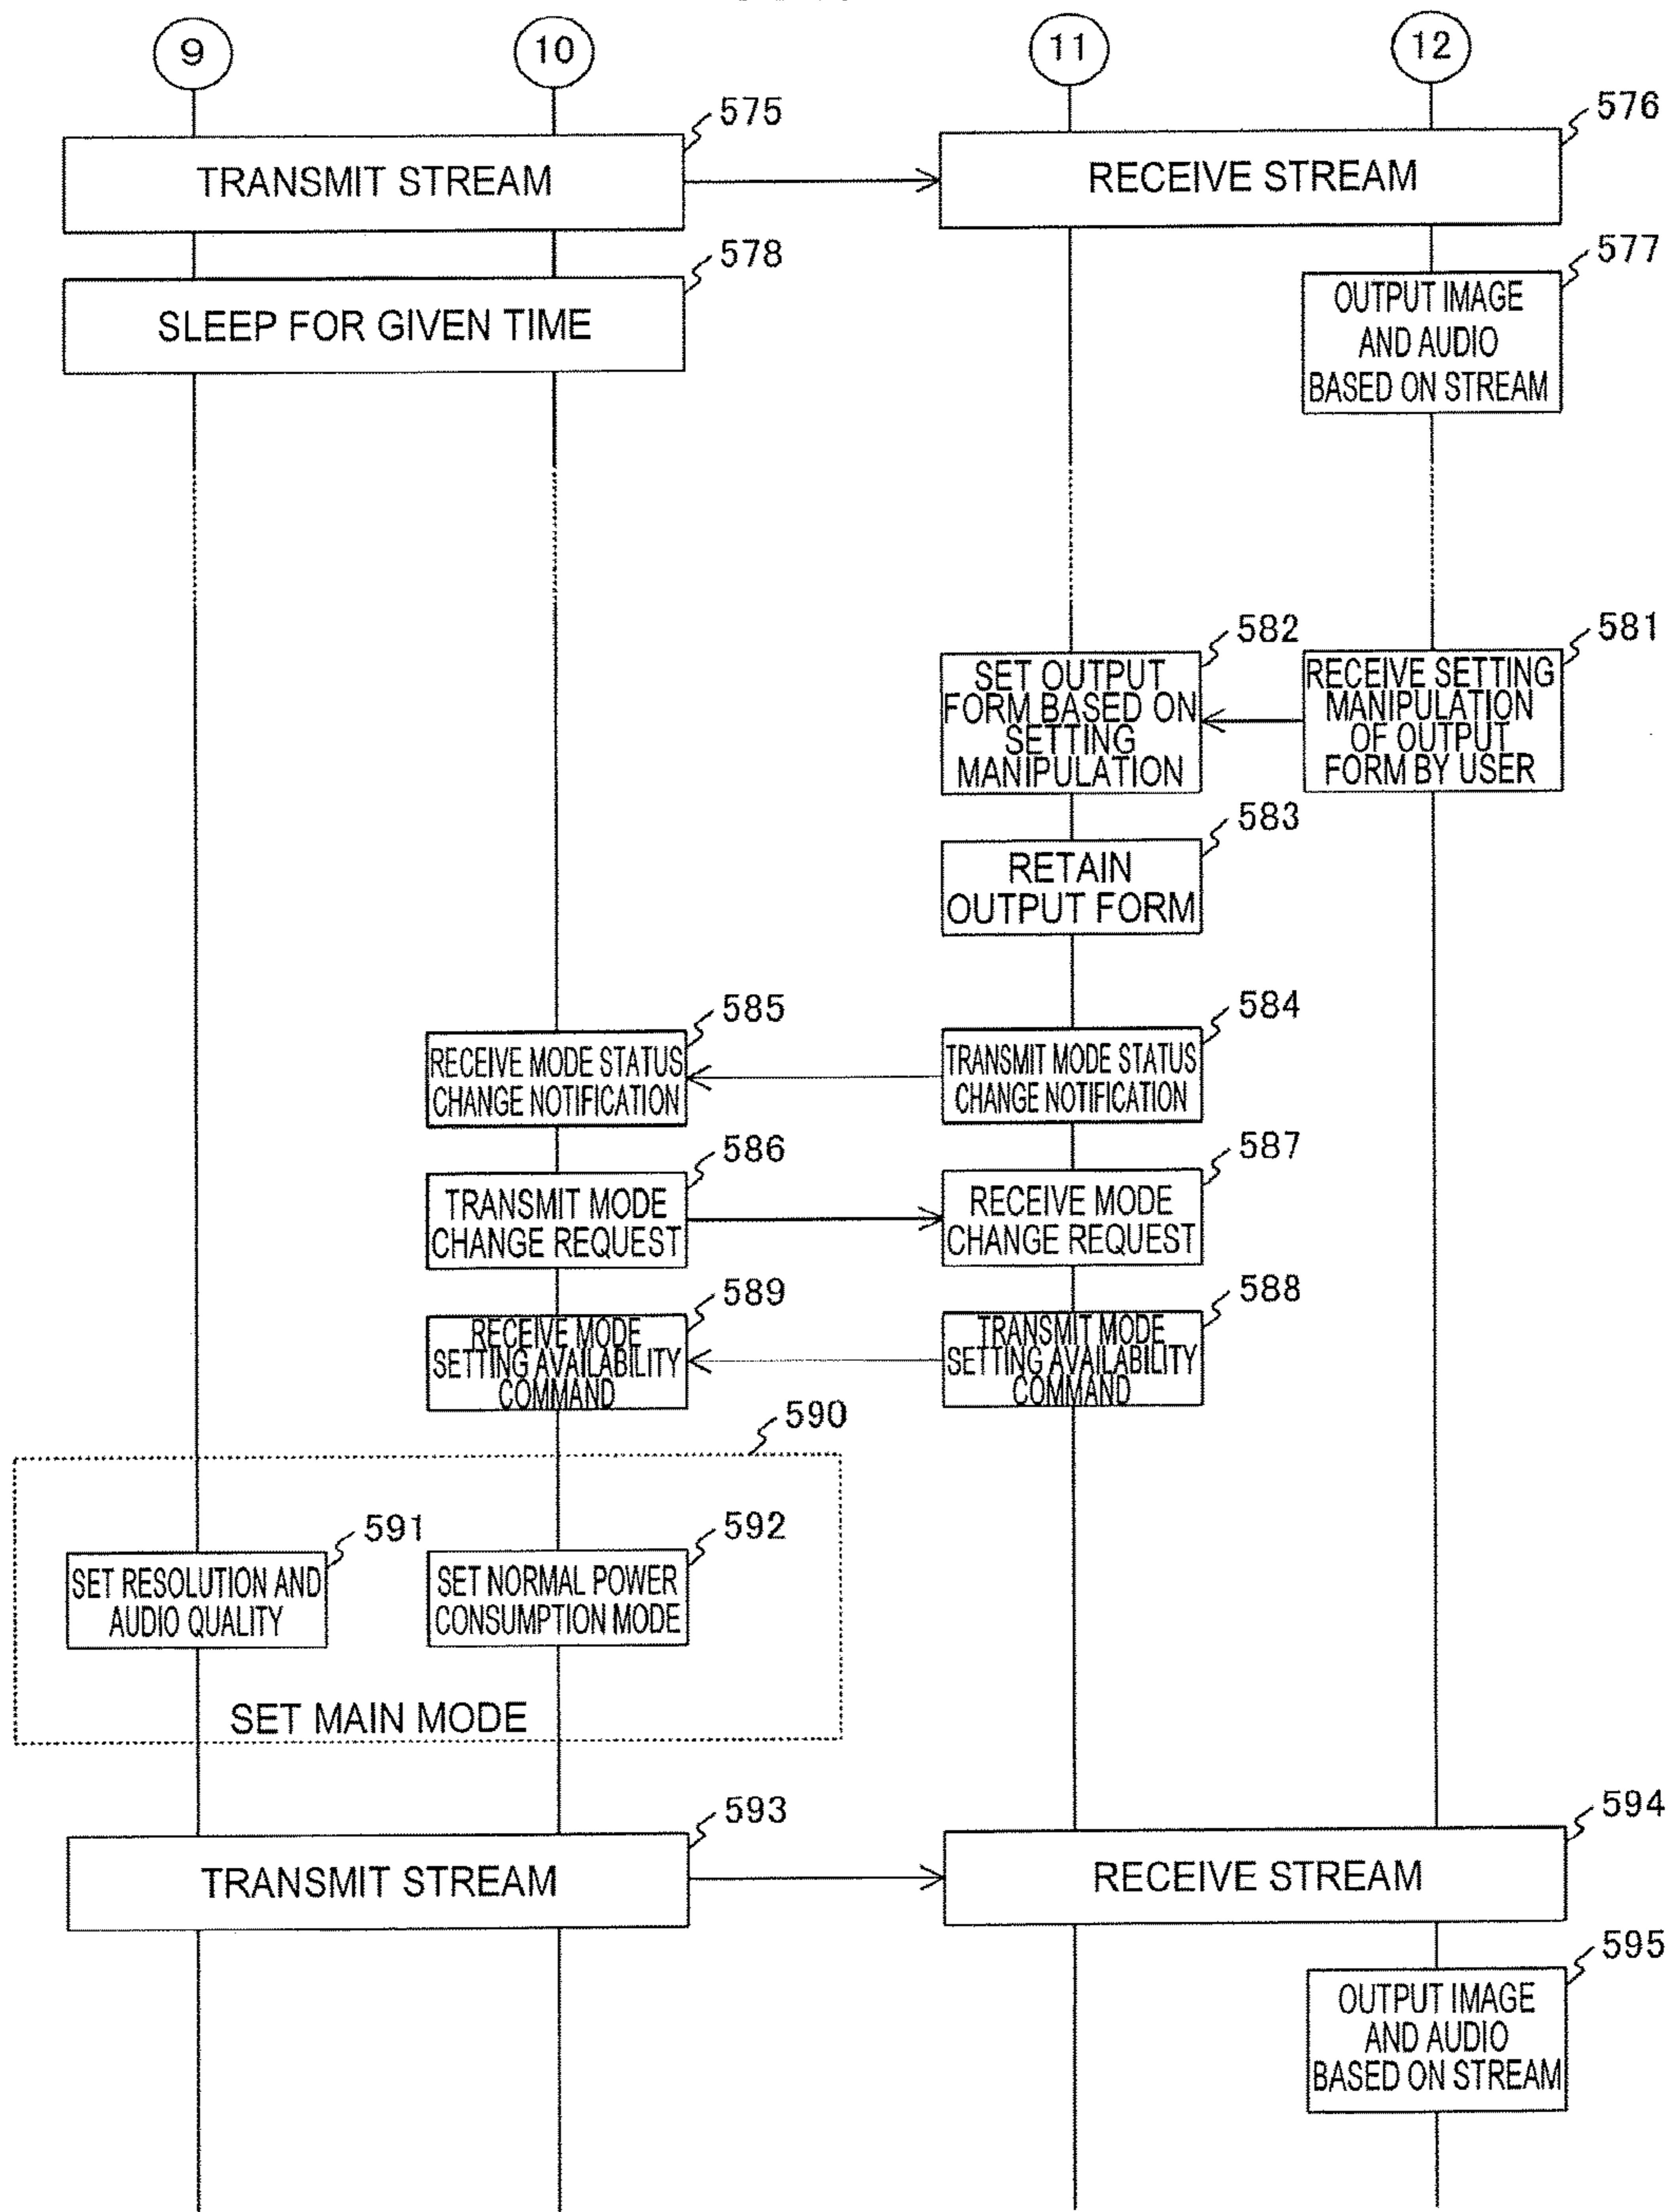 9
10
11
12
575
TRANSMIT STREAM
576
RECEIVE STREAM
578
SLEEP FOR GIVEN TIME
577
OUTPUT IMAGE
AND AUDIO
BASED ON STREAM
582
SET OUTPUT
FORM BASED ON
SETTING
MANIPULATION
581
RECEIVE SETTING
MANIPULATION
OF OUTPUT
FORM BY USER
583
RETAIN
OUTPUT FORM
585
RECEIVE MODE STATUS
CHANGE NOTIFICATION
584
TRANSMIT MODE STATUS
CHANGE NOTIFICATION
586
TRANSMIT MODE
CHANGE REQUEST
587
RECEIVE MODE
CHANGE REQUEST
589
RECEIVE MODE
SETTING AVAILABILITY
COMMAND
588
TRANSMIT MODE
SETTING AVAILABILITY
COMMAND
590
591
SET RESOLUTION AND
AUDIO QUALITY
592
SET NORMAL POWER
CONSUMPTION MODE
SET MAIN MODE
593
TRANSMIT STREAM
594
RECEIVE STREAM
595
OUTPUT IMAGE
AND AUDIO
BASED ON STREAM